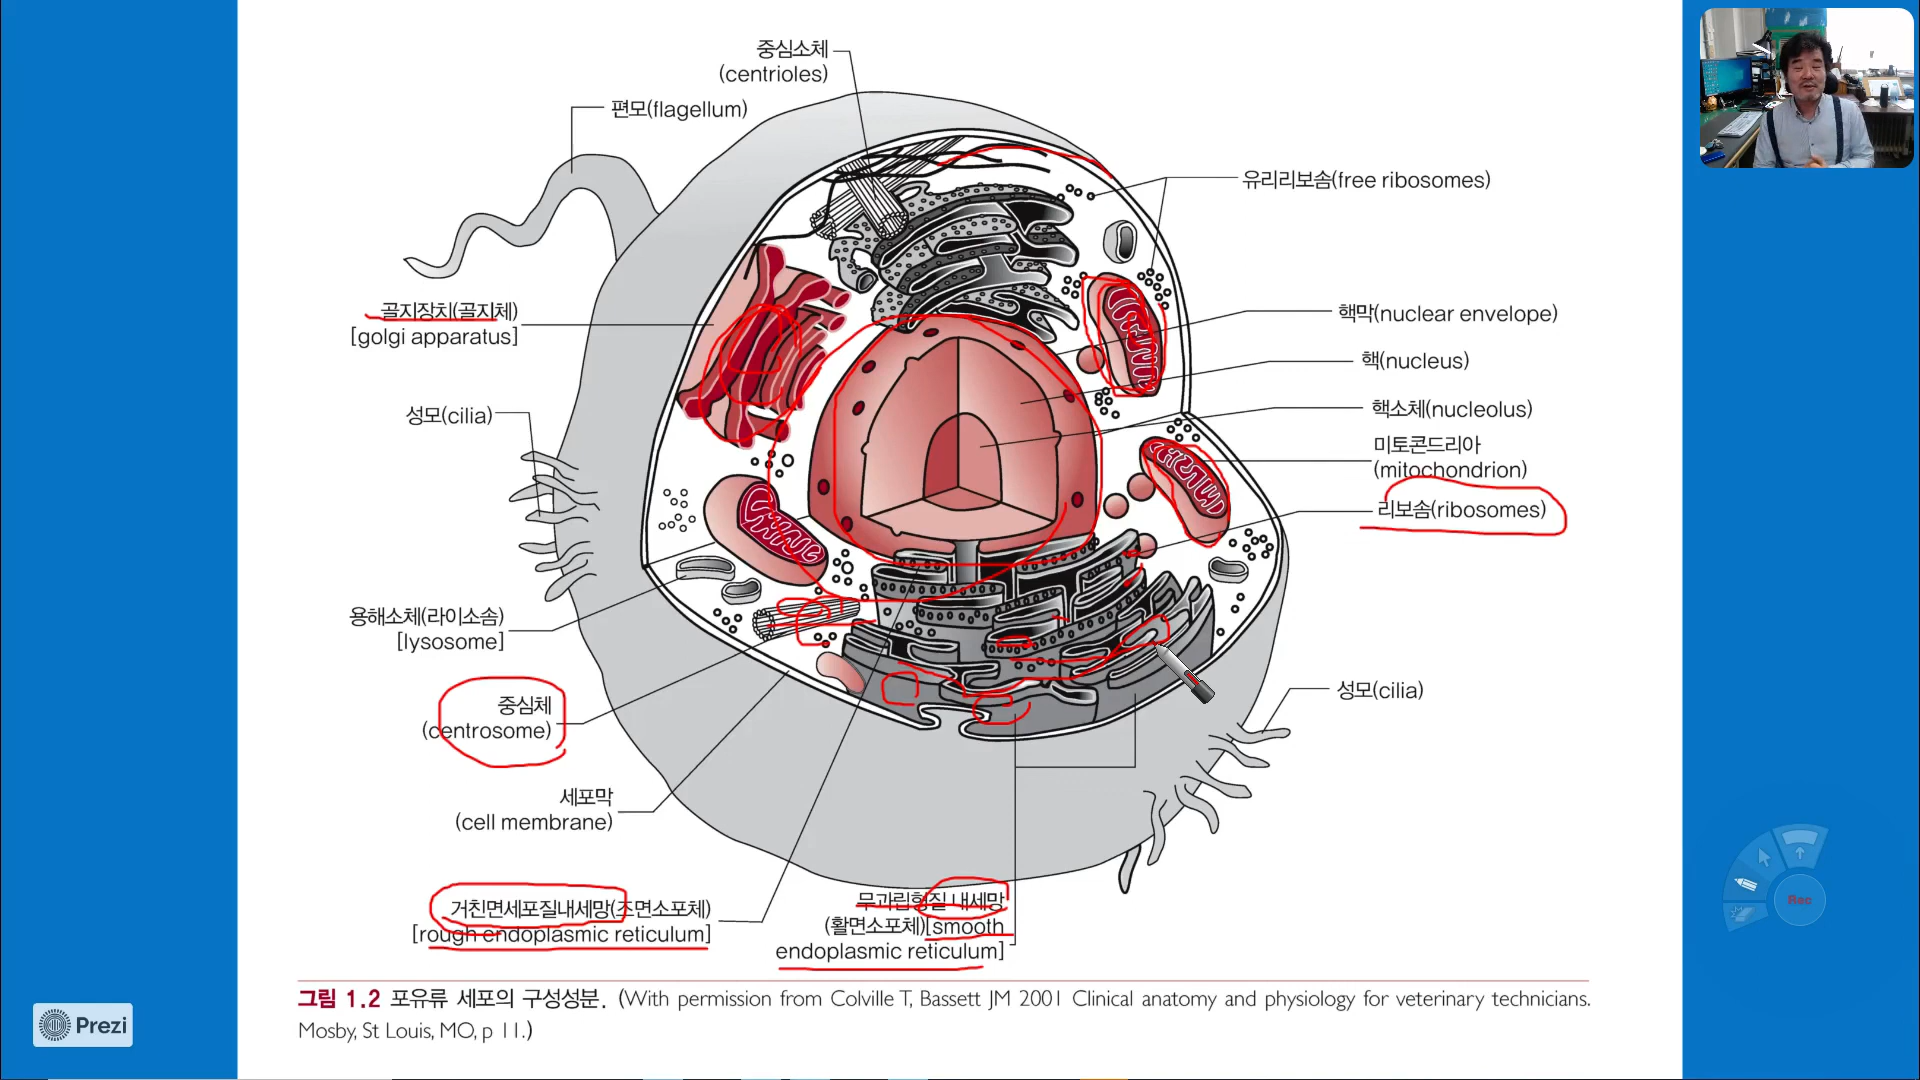 중심소체
(centrioles)
편모(flagellum)
유리리보솜(free ribosomes)
골지장치(골지체)
[golgi apparatus]
핵막(nuclear envelope)
핵(nucleus)
성모(cilia)
핵소체(nucleolus)
미토콘드리아
(mitochondrion)
리보솜(ribosomes)
용해소체(라이소솜)
[lysosome]
중심체
(centrosome)
성모(cilia)
세포막
(cell membrane)
거친면세포질내세망(조면소포체)
[rough endoplasmic reticulum]
무과립형질 내세망
(활면소포체)[smooth
endoplasmic reticulum]
그림 1.2 포유류 세포의 구성성분. (With permission from Colville T, Bassett JM 2001 Clinical anatomy and physiology for veterinary technicians.
Mosby, St Louis, MO, p 11.)
Prezi
Rec